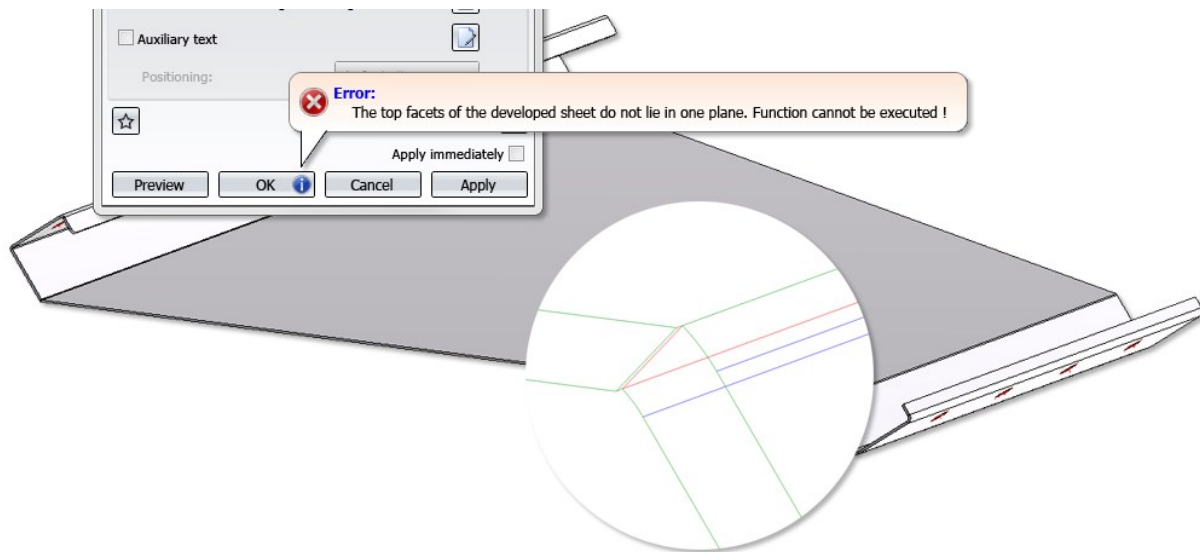 Auxiliary text
Positioning:
Error:
The top facets of the developed sheet do not lie in one plane. Function cannot be executed !
Apply immediately
Preview
OK
Cancel
Apply